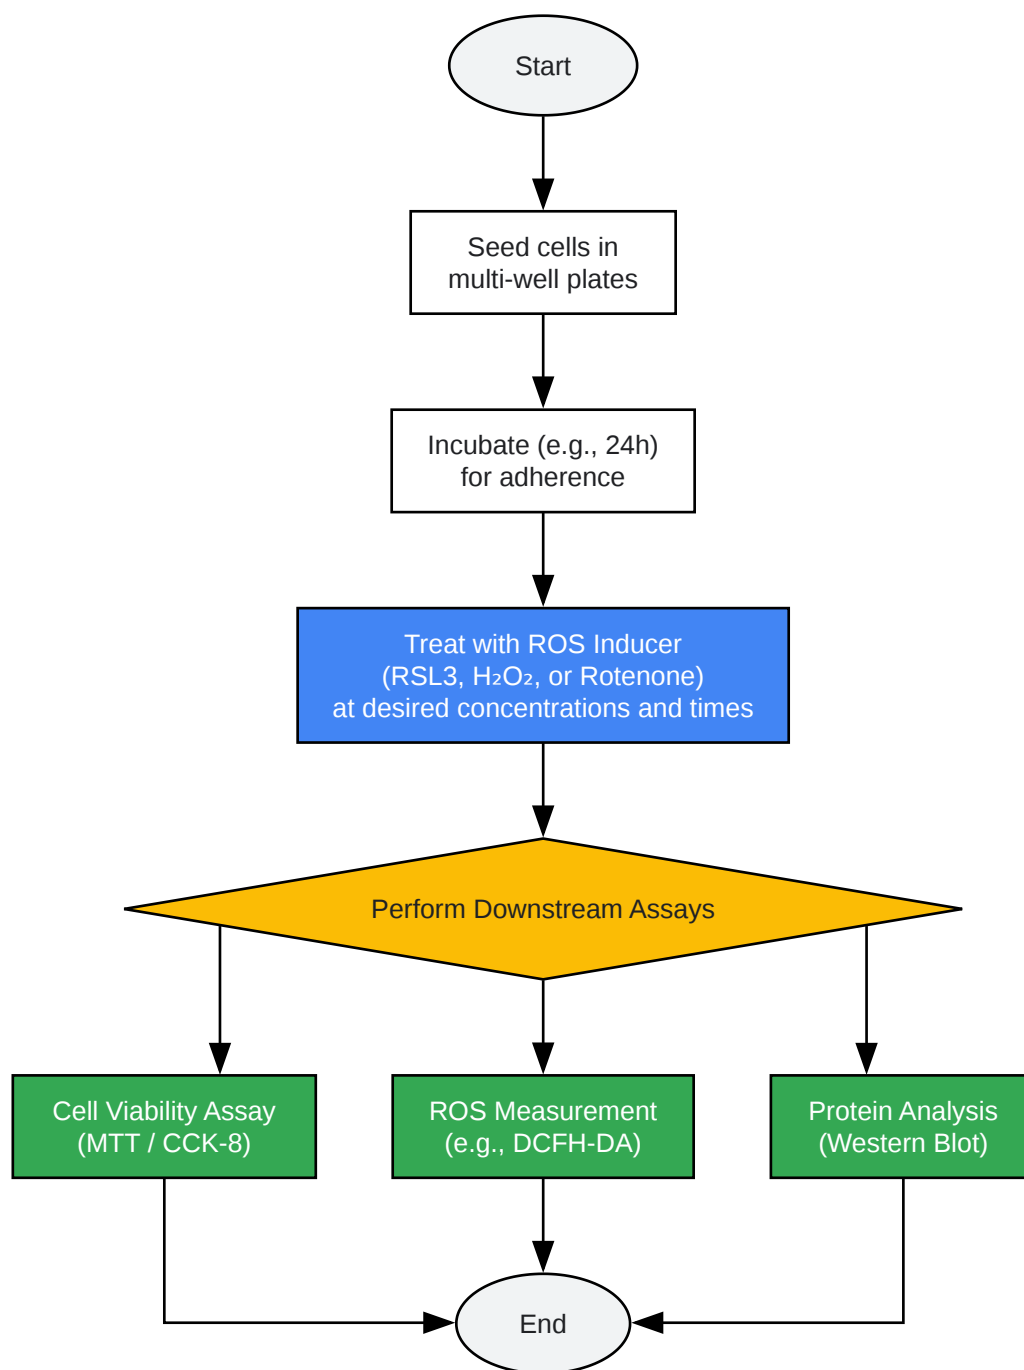 Start
Seed cells in
multi-well plates
Incubate (e.g., 24h)
for adherence
Treat with ROS Inducer
(RSL3, H₂O₂, or Rotenone)
at desired concentrations and times
Perform Downstream Assays
Cell Viability Assay
(MTT / CCK-8)
ROS Measurement
(e.g., DCFH-DA)
Protein Analysis
(Western Blot)
End